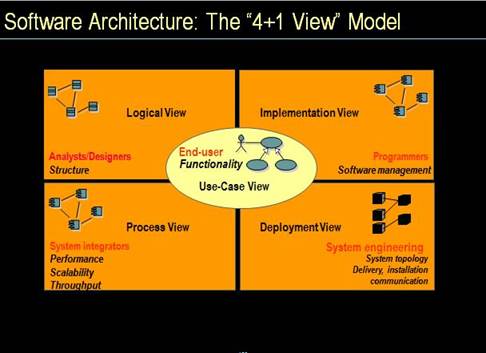 Software Architecture: The “4+1 View” Model
Logical View
Analysts/Designers
Structure
Implementation View
Programmers
Software management
End-user
Functionality
Use-Case View
Process View
System integrators
Performance
Scalability
Throughput
Deployment View
System engineering
System topology
Delivery, installation
communication